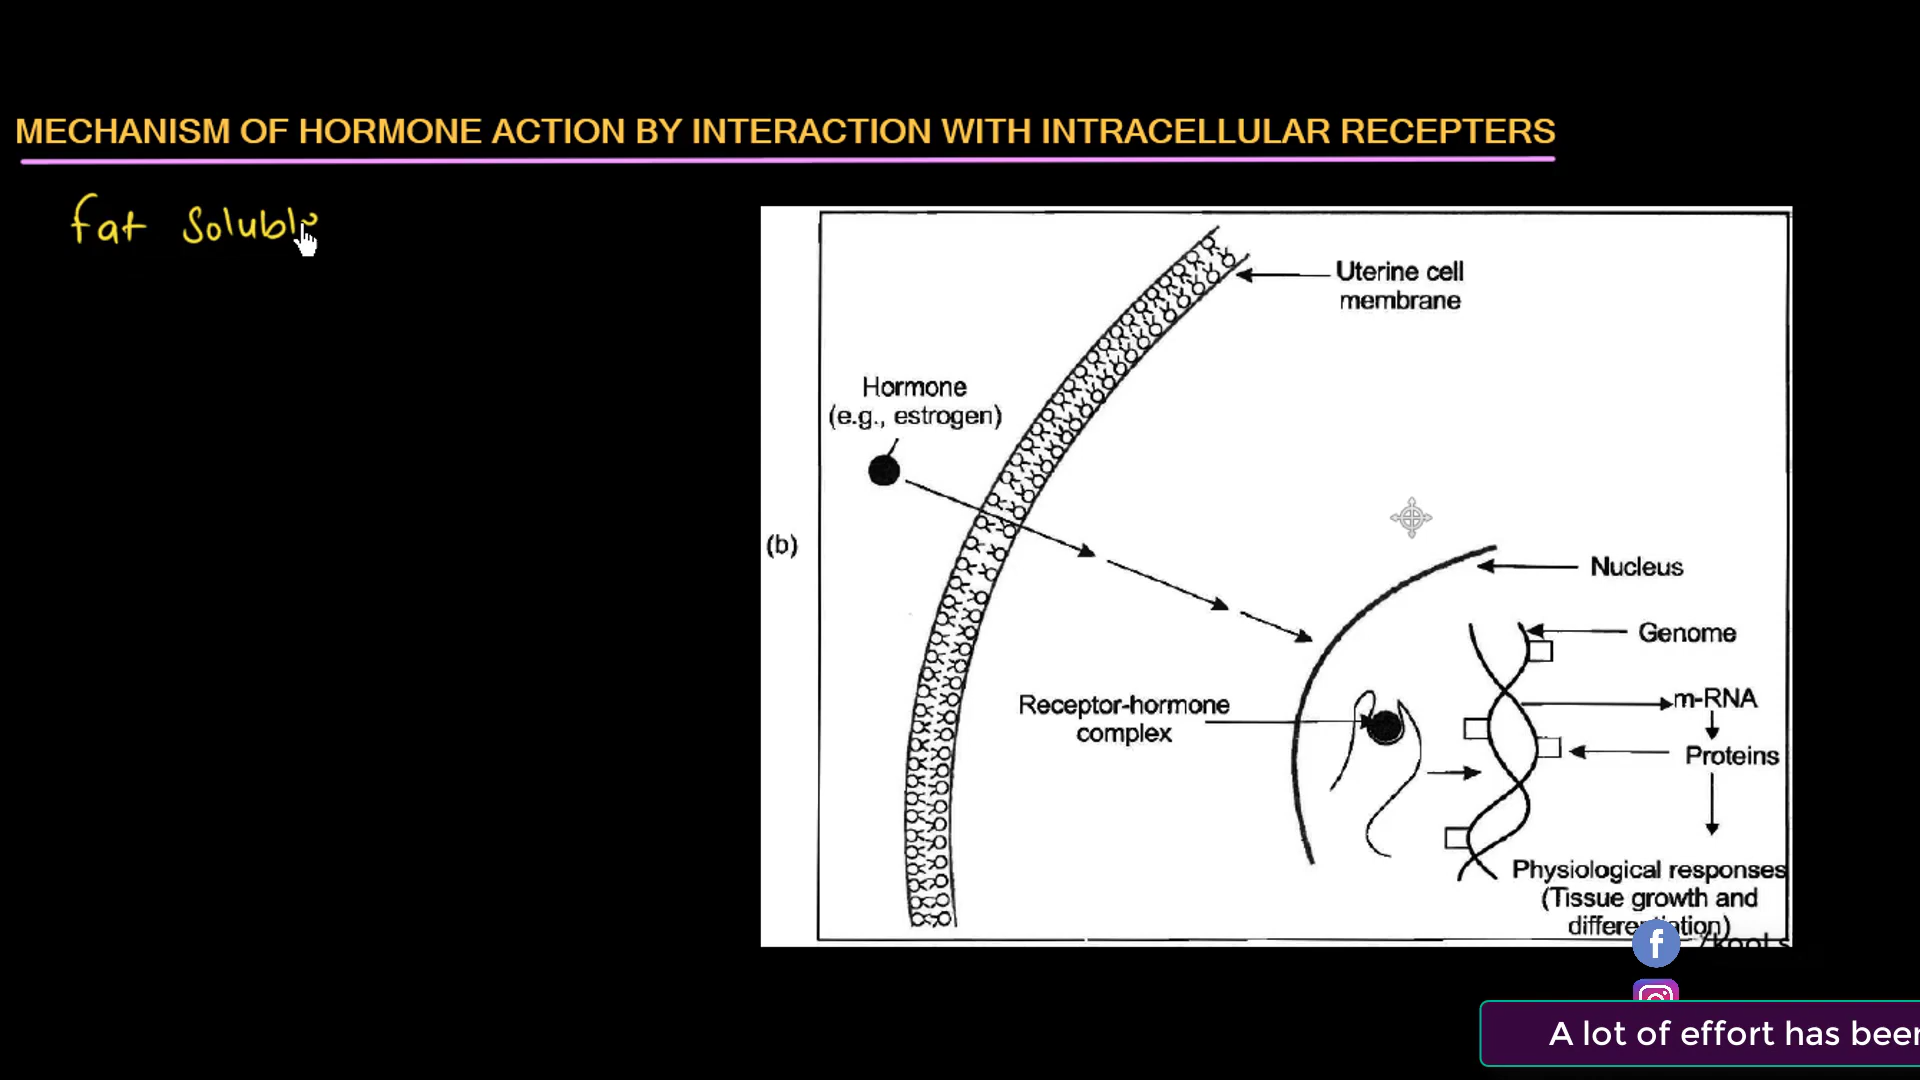 MECHANISM OF HORMONE ACTION BY INTERACTION WITH INTRACELLULAR RECEPTERS
fat soluble
Uterine cell
membrane
Hormone
(e.g., estrogen)
(b)
Nucleus
Genome
Receptor-hormone
complex
m-RNA
Proteins
Physiological responses
(Tissue growth and
differentiation)
A lot of effort has been